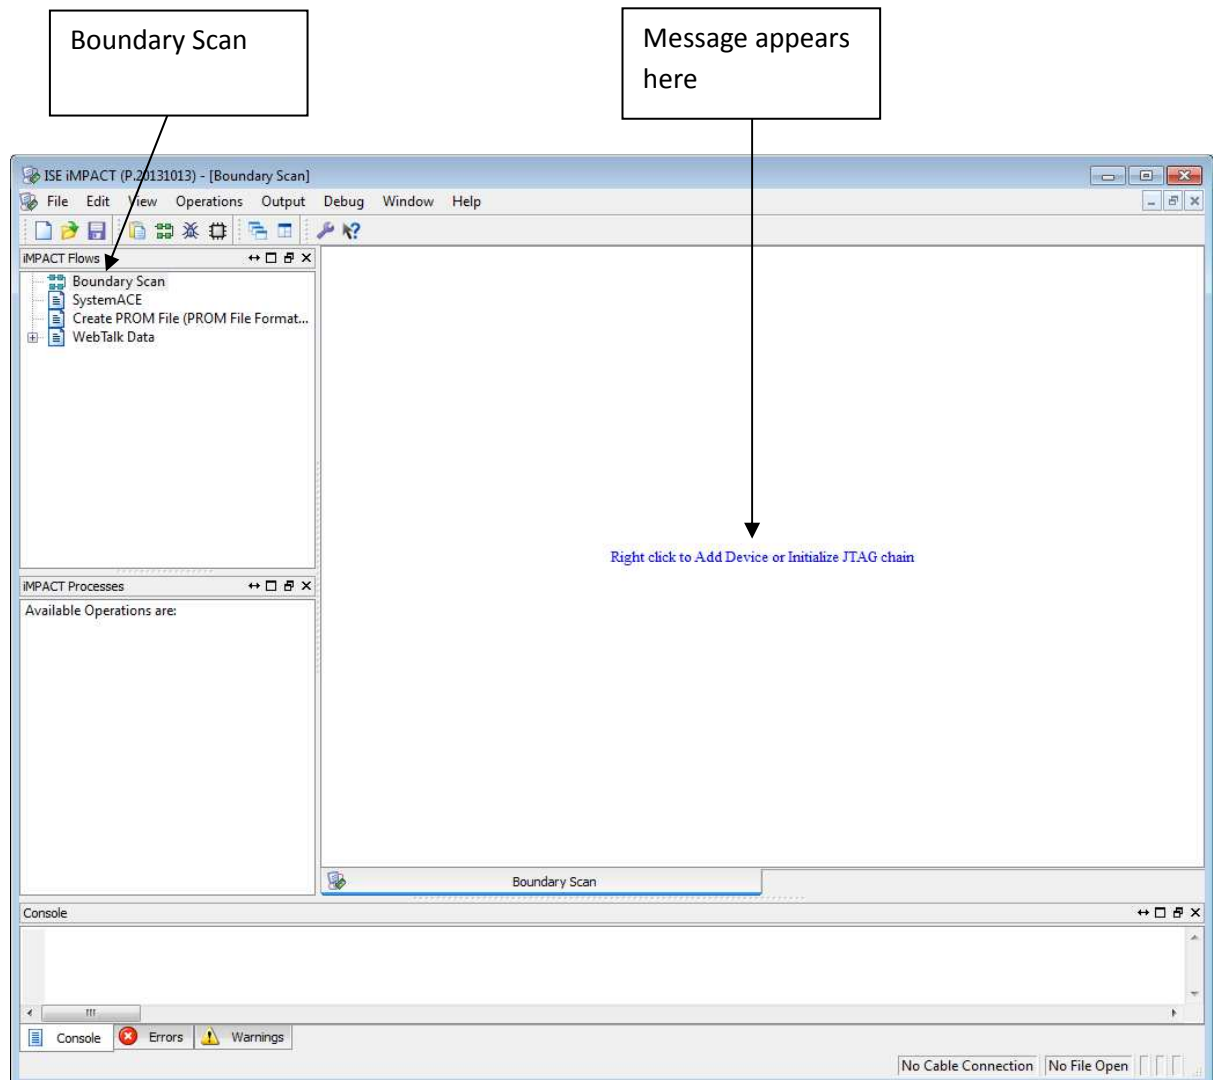 Boundary Scan
Message appears
here
ISE iMPACT (P.20131013) - [Boundary Scan]
File Edit View Operations Output Debug Window Help
iMPACT Flows
Boundary Scan
SystemACE
Create PROM File (PROM File Format...
WebTalk Data
Right click to Add Device or Initialize JTAG chain
iMPACT Processes
Available Operations are:
Boundary Scan
Console
Console Errors Warnings
No Cable Connection No File Open